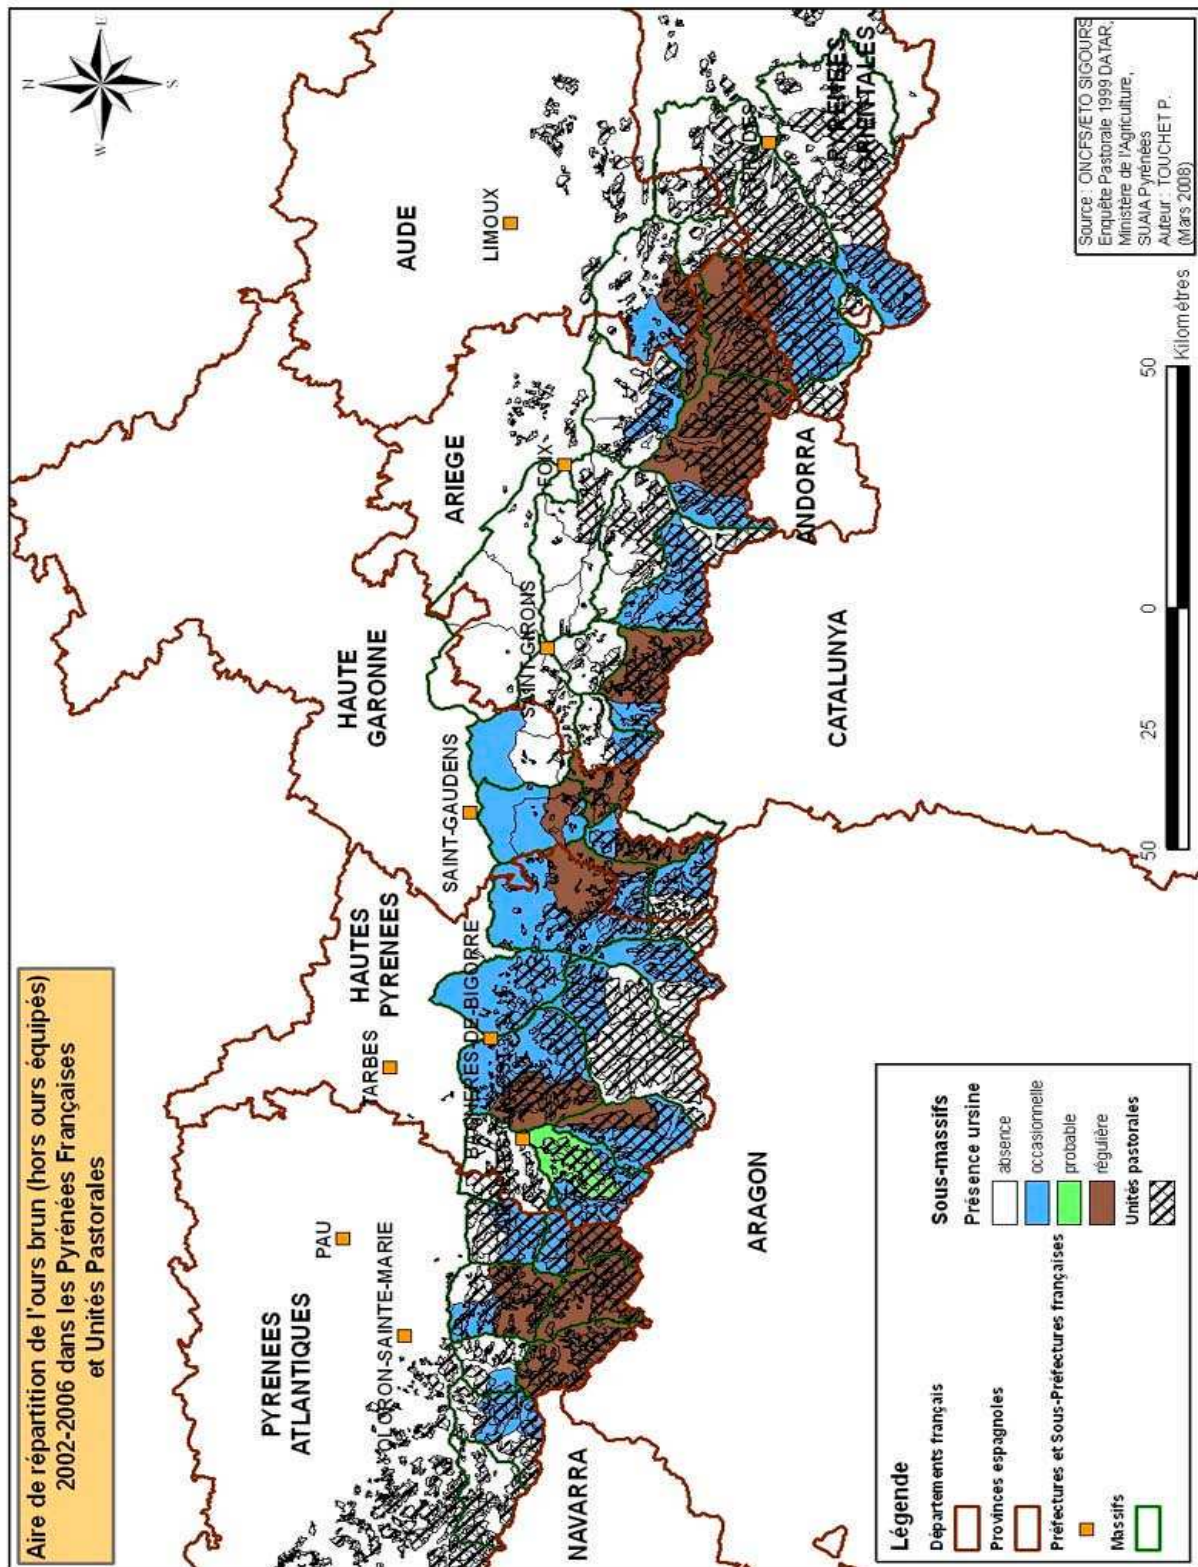 Aire de répartition de l'ours brun (hors ours équipés)
2002-2006 dans les Pyrénées Françaises
et Unités Pastorales
N
E
S
W
AUDE
LIMOUX
ARIEGE
FOIX
HAUTE
GARONNE
SAINT-GIRONS
SAINT-GAUDENS
HAUTES
PYRENEES
TARBES
BAGNERES-DE-BIGORRE
PAU
PYRENEES
ATLANTIQUES
OLORON-SAINTE-MARIE
PRADES
PYRENEES
ORIENTALES
ANDORRA
CATALUNYA
ARAGON
NAVARRA
Source : ONCFS/ETO SIGOURS
Enquête Pastorale 1999 DATAR,
Ministère de l'Agriculture,
SUAIA Pyrénées
Auteur : TOUCHET P.
(Mars 2008)
50 25 0 50
Kilomètres
Légende
Départements français
Provinces espagnoles
Préfectures et Sous-Préfectures françaises
Massifs
Sous-massifs
Présence ursine
absence
occasionnelle
probable
régulière
Unités pastorales